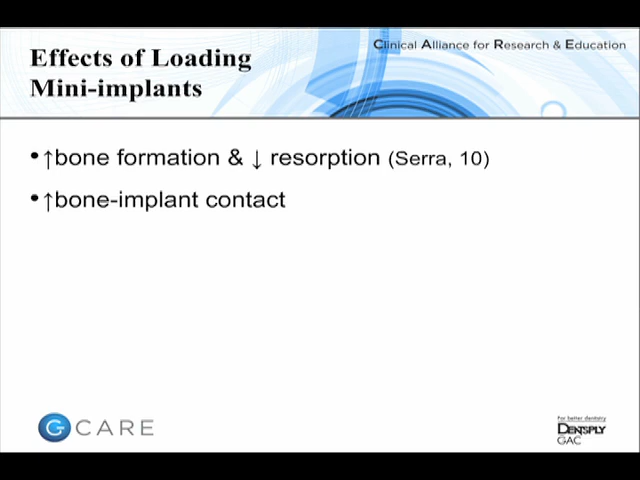 Clinical Alliance for Research & Education
Effects of Loading
Mini-implants
•↑bone formation & ↓ resorption (Serra, 10)
•↑bone-implant contact
G CARE
For better dentistry
DENTSPLY
GAC